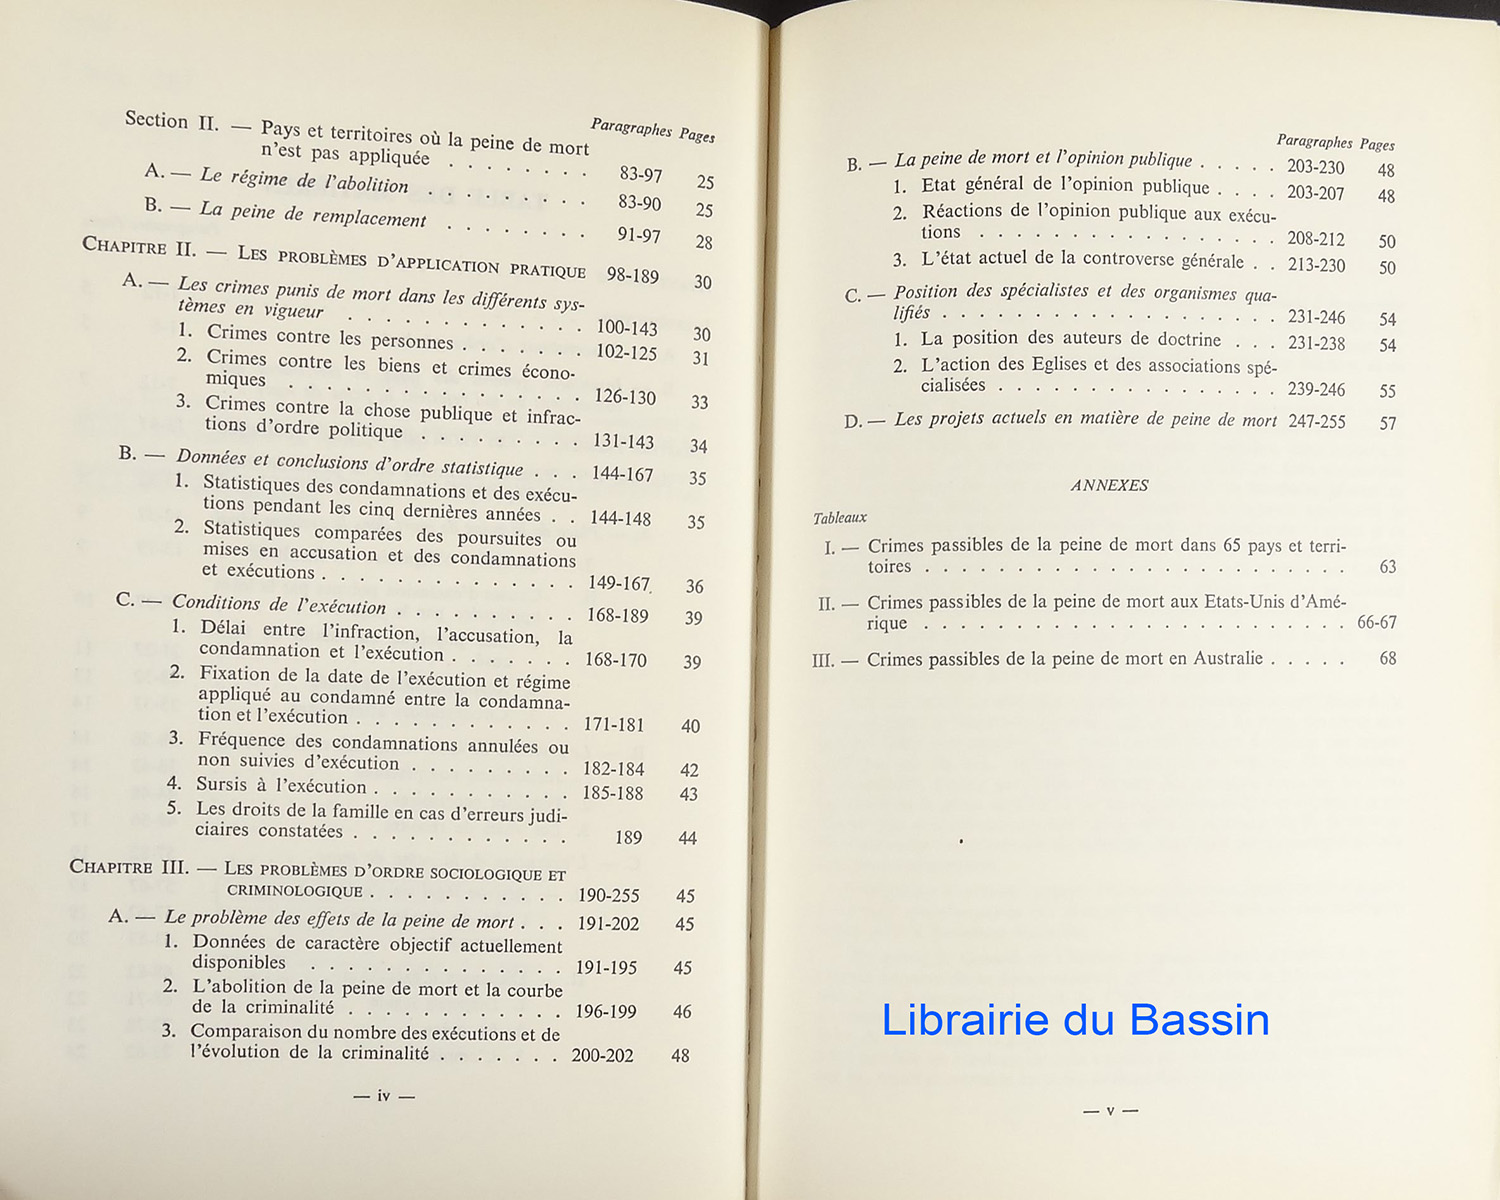 Paragraphes Pages
Section II. — Pays et territoires où la peine de mort
n'est pas appliquée . . . . . . . . 83-97 25
A. — Le régime de l'abolition . . . . . . . . . 83-90 25
B. — La peine de remplacement . . . . . . . . 91-97 28
CHAPITRE II. — LES PROBLÈMES D'APPLICATION PRATIQUE 98-189 30
A. — Les crimes punis de mort dans les différents sys-
tèmes en vigueur . . . . . . . . . . . . . 100-143 30
1. Crimes contre les personnes . . . . . . . 102-125 31
2. Crimes contre les biens et crimes écono-
miques . . . . . . . . . . . . . . . . 126-130 33
3. Crimes contre la chose publique et infrac-
tions d'ordre politique . . . . . . . . . 131-143 34
B. — Données et conclusions d'ordre statistique . . . 144-167 35
1. Statistiques des condamnations et des exécu-
tions pendant les cinq dernières années . . 144-148 35
2. Statistiques comparées des poursuites ou
mises en accusation et des condamnations
et exécutions . . . . . . . . . . . . . . 149-167. 36
C. — Conditions de l'exécution . . . . . . . . . . 168-189 39
1. Délai entre l'infraction, l'accusation, la
condamnation et l'exécution . . . . . . . 168-170 39
2. Fixation de la date de l'exécution et régime
appliqué au condamné entre la condamna-
tion et l'exécution . . . . . . . . . . . . 171-181 40
3. Fréquence des condamnations annulées ou
non suivies d'exécution . . . . . . . . . 182-184 42
4. Sursis à l'exécution . . . . . . . . . . . 185-188 43
5. Les droits de la famille en cas d'erreurs judi-
ciaires constatées . . . . . . . . . . . . 189 44
CHAPITRE III. — LES PROBLÈMES D'ORDRE SOCIOLOGIQUE ET
CRIMINOLOGIQUE . . . . . . . . . . . 190-255 45
A. — Le problème des effets de la peine de mort . . . 191-202 45
1. Données de caractère objectif actuellement
disponibles . . . . . . . . . . . . . . 191-195 45
2. L'abolition de la peine de mort et la courbe
de la criminalité . . . . . . . . . . . . 196-199 46
3. Comparaison du nombre des exécutions et de
l'évolution de la criminalité . . . . . . . 200-202 48
— iv —
Paragraphes Pages
B. — La peine de mort et l'opinion publique . . . . . 203-230 48
1. Etat général de l'opinion publique . . . . 203-207 48
2. Réactions de l'opinion publique aux exécu-
tions . . . . . . . . . . . . . . . . 208-212 50
3. L'état actuel de la controverse générale . . 213-230 50
C. — Position des spécialistes et des organismes qua-
lifiés . . . . . . . . . . . . . . . . . . 231-246 54
1. La position des auteurs de doctrine . . . 231-238 54
2. L'action des Eglises et des associations spé-
cialisées . . . . . . . . . . . . . . . 239-246 55
D. — Les projets actuels en matière de peine de mort 247-255 57
ANNEXES
Tableaux
I. — Crimes passibles de la peine de mort dans 65 pays et terri-
toires . . . . . . . . . . . . . . . . . . . . . . 63
II. — Crimes passibles de la peine de mort aux Etats-Unis d'Amé-
rique . . . . . . . . . . . . . . . . . . . . . . 66-67
III. — Crimes passibles de la peine de mort en Australie . . . . . 68
Librairie du Bassin
— v —